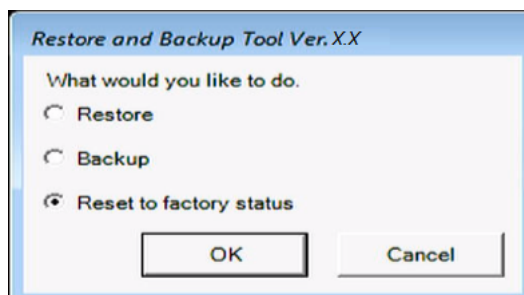 Restore and Backup Tool Ver. X.X
What would you like to do.
Restore
Backup
Reset to factory status
OK Cancel